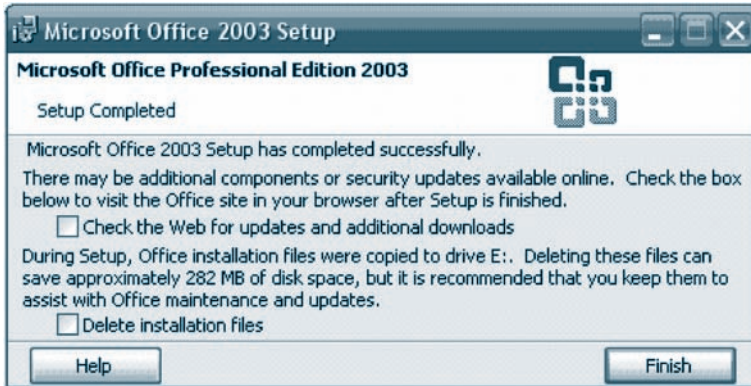 Microsoft Office 2003 Setup
Microsoft Office Professional Edition 2003
Setup Completed
Microsoft Office 2003 Setup has completed successfully.
There may be additional components or security updates available online. Check the box
below to visit the Office site in your browser after Setup is finished.
Check the Web for updates and additional downloads
During Setup, Office installation files were copied to drive E:. Deleting these files can
save approximately 282 MB of disk space, but it is recommended that you keep them to
assist with Office maintenance and updates.
Delete installation files
Help Finish